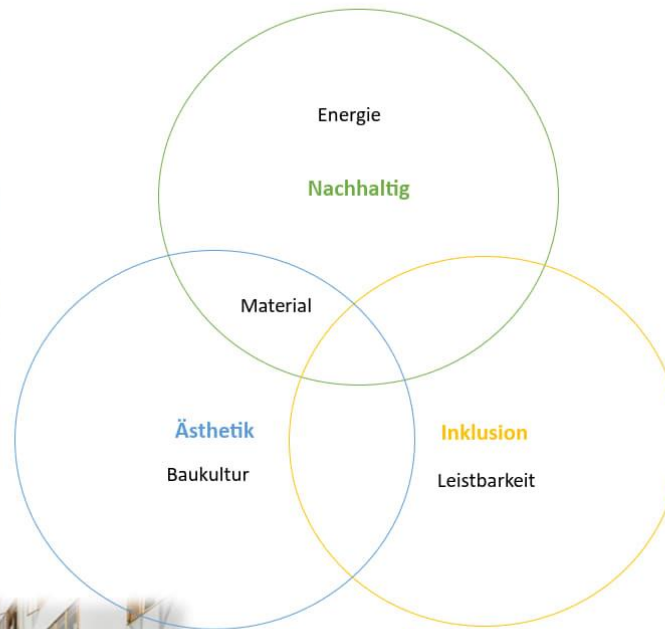 Energie
Nachhaltig
Material
Ästhetik
Inklusion
Baukultur
Leistbarkeit